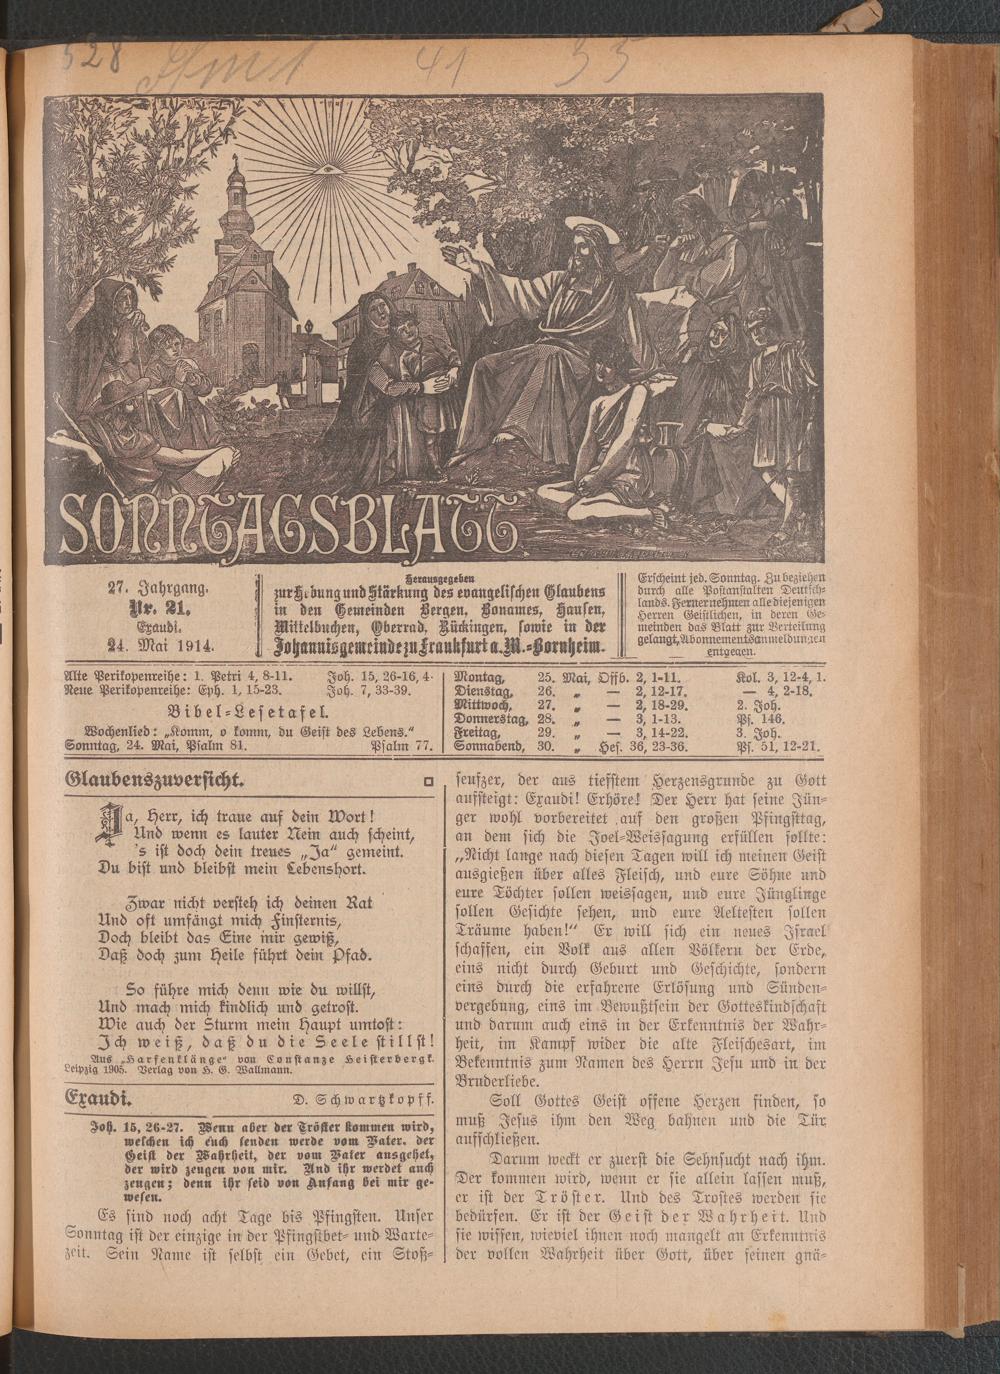 528
41 33
SONNTAGSBLATT
27. Jahrgang.
Nr. 21.
Exaudi.
24. Mai 1914.
Herausgegeben
zur Hebung und Stärkung des evangelischen Glaubens
in den Gemeinden Bergen, Bonames, Hausen,
Mittelbuchen, Oberrad, Rückingen, sowie in der
Johannisgemeinde zu Frankfurt a. M.-Bornheim.
Erscheint jed. Sonntag. Zu beziehen
durch alle Postanstalten Deutsch-
lands. Ferner nehmen alle diejenigen
Herren Geistlichen, in deren Ge-
meinden das Blatt zur Verteilung
gelangt, Abonnementsanmeldungen
entgegen.
Alte Perikopenreihe: 1. Petri 4, 8-11. Joh. 15, 26-16, 4.
Neue Perikopenreihe: Eph. 1, 15-23. Joh. 7, 33-39.
Bibel-Lesetafel.
Wochenlied: „Komm, o komm, du Geist des Lebens.“
Sonntag, 24. Mai, Psalm 81. Psalm 77.
Montag, 25. Mai, Offb. 2, 1-11. Kol. 3, 12-4, 1.
Dienstag, 26. „ — 2, 12-17. — 4, 2-18.
Mittwoch, 27. „ — 2, 18-29. 2. Joh.
Donnerstag, 28. „ — 3, 1-13. Ps. 146.
Freitag, 29. „ — 3, 14-22. 3. Joh.
Sonnabend, 30. „ Hes. 36, 23-36. Ps. 51, 12-21.
Glaubenszuversicht.
Ja, Herr, ich traue auf dein Wort!
Und wenn es lauter Nein auch scheint,
's ist doch dein treues „Ja“ gemeint.
Du bist und bleibst mein Lebenshort.
Zwar nicht versteh ich deinen Rat
Und oft umfängt mich Finsternis,
Doch bleibt das Eine mir gewiß,
Daß doch zum Heile führt dein Pfad.
So führe mich denn wie du willst,
Und mach mich kindlich und getrost.
Wie auch der Sturm mein Haupt umtost:
Ich weiß, daß du die Seele stillst!
Aus „Harfenklänge“ von Constanze Heisterbergk.
Leipzig 1905. Verlag von H. G. Wallmann.
Exaudi. D. Schwartzkopff.
Joh. 15, 26-27. Wenn aber der Tröster kommen wird,
welchen ich euch senden werde vom Vater, der
Geist der Wahrheit, der vom Vater ausgehet,
der wird zeugen von mir. Und ihr werdet auch
zeugen; denn ihr seid von Anfang bei mir ge-
wesen.
Es sind noch acht Tage bis Pfingsten. Unser
Sonntag ist der einzige in der Pfingstbet- und Warte-
zeit. Sein Name ist selbst ein Gebet, ein Stoß-
seufzer, der aus tiefstem Herzensgrunde zu Gott
aufsteigt: Exaudi! Erhöre! Der Herr hat seine Jün-
ger wohl vorbereitet auf den großen Pfingsttag,
an dem sich die Joel-Weissagung erfüllen sollte:
„Nicht lange nach diesen Tagen will ich meinen Geist
ausgießen über alles Fleisch, und eure Söhne und
eure Töchter sollen weissagen, und eure Jünglinge
sollen Gesichte sehen, und eure Aeltesten sollen
Träume haben!“ Er will sich ein neues Israel
schaffen, ein Volk aus allen Völkern der Erde,
eins nicht durch Geburt und Geschichte, sondern
eins durch die erfahrene Erlösung und Sünden-
vergebung, eins im Bewußtsein der Gotteskindschaft
und darum auch eins in der Erkenntnis der Wahr-
heit, im Kampf wider die alte Fleischesart, im
Bekenntnis zum Namen des Herrn Jesu und in der
Bruderliebe.
Soll Gottes Geist offene Herzen finden, so
muß Jesus ihm den Weg bahnen und die Tür
aufschließen.
Darum weckt er zuerst die Sehnsucht nach ihm.
Der kommen wird, wenn er sie allein lassen muß,
er ist der Tröster. Und des Trostes werden sie
bedürfen. Er ist der Geist der Wahrheit. Und
sie wissen, wieviel ihnen noch mangelt an Erkenntnis
der vollen Wahrheit über Gott, über seinen gnä-